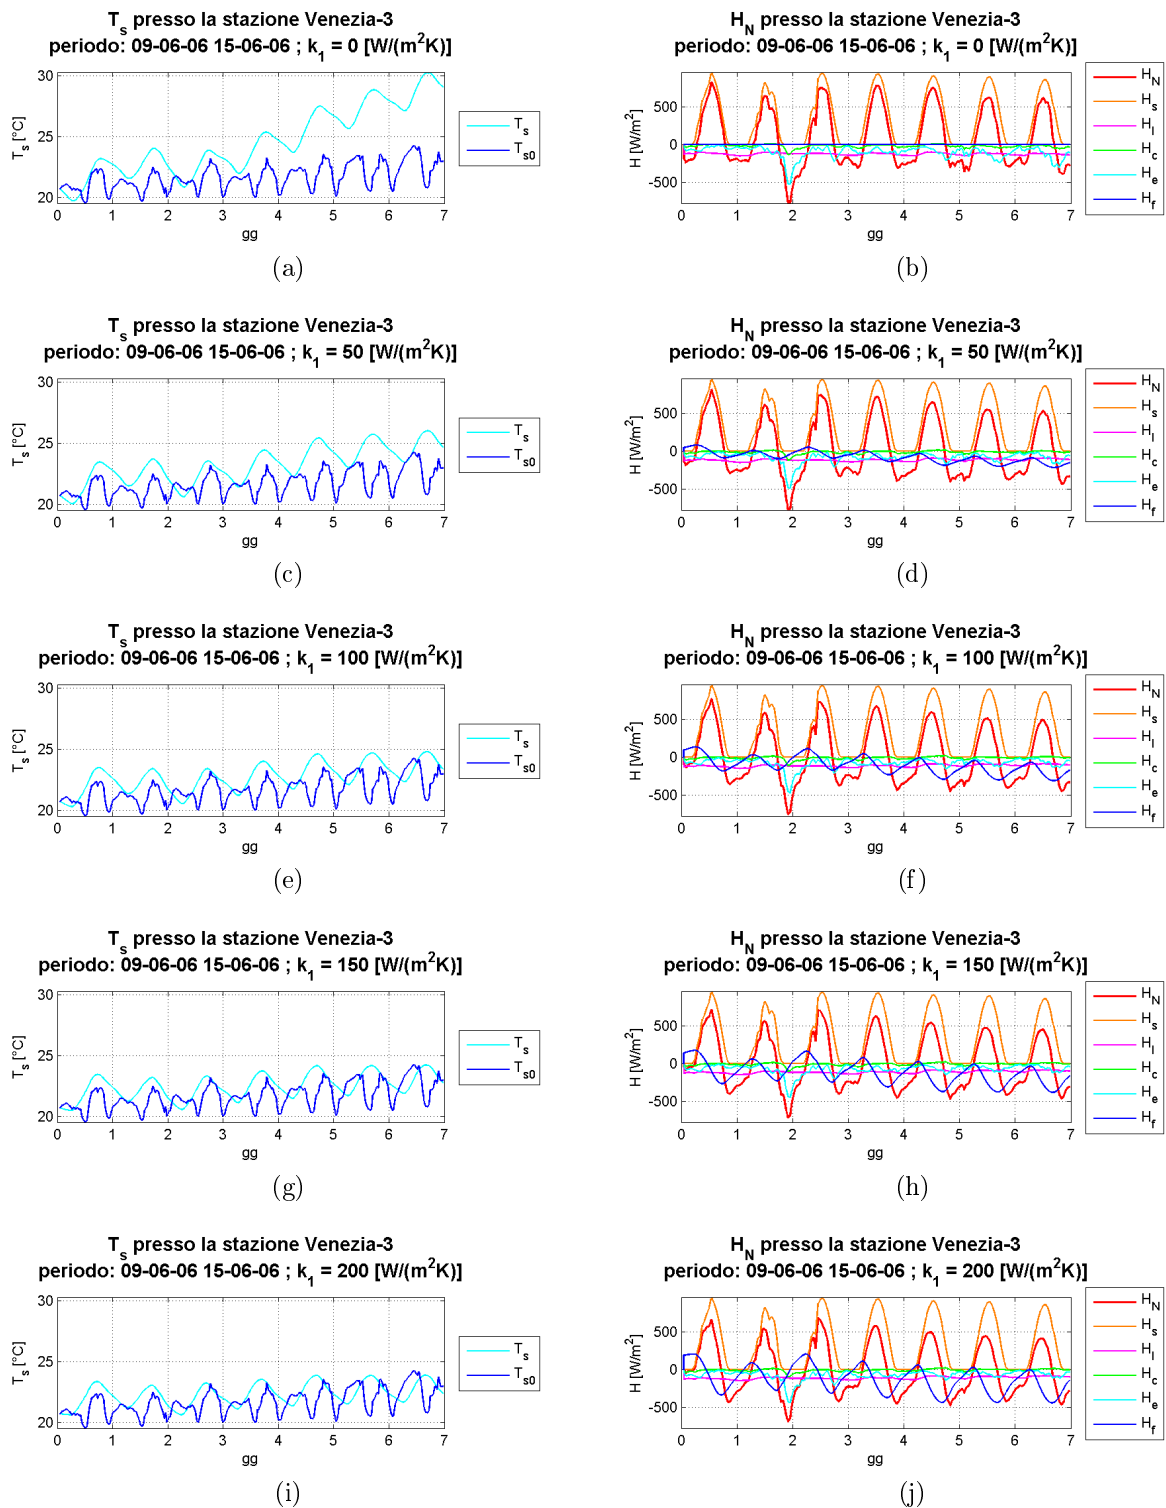 T_s presso la stazione Venezia-3
periodo: 09-06-06 15-06-06 ; k_1 = 0 [W/(m^2K)]
T_s [°C]
30
25
20
0 1 2 3 4 5 6 7
gg
T_s
T_s0
(a)
H_N presso la stazione Venezia-3
periodo: 09-06-06 15-06-06 ; k_1 = 0 [W/(m^2K)]
H [W/m^2]
500
0
-500
0 1 2 3 4 5 6 7
gg
H_N
H_s
H_l
H_c
H_e
H_f
(b)
T_s presso la stazione Venezia-3
periodo: 09-06-06 15-06-06 ; k_1 = 50 [W/(m^2K)]
T_s [°C]
30
25
20
0 1 2 3 4 5 6 7
gg
T_s
T_s0
(c)
H_N presso la stazione Venezia-3
periodo: 09-06-06 15-06-06 ; k_1 = 50 [W/(m^2K)]
H [W/m^2]
500
0
-500
0 1 2 3 4 5 6 7
gg
H_N
H_s
H_l
H_c
H_e
H_f
(d)
T_s presso la stazione Venezia-3
periodo: 09-06-06 15-06-06 ; k_1 = 100 [W/(m^2K)]
T_s [°C]
30
25
20
0 1 2 3 4 5 6 7
gg
T_s
T_s0
(e)
H_N presso la stazione Venezia-3
periodo: 09-06-06 15-06-06 ; k_1 = 100 [W/(m^2K)]
H [W/m^2]
500
0
-500
0 1 2 3 4 5 6 7
gg
H_N
H_s
H_l
H_c
H_e
H_f
(f)
T_s presso la stazione Venezia-3
periodo: 09-06-06 15-06-06 ; k_1 = 150 [W/(m^2K)]
T_s [°C]
30
25
20
0 1 2 3 4 5 6 7
gg
T_s
T_s0
(g)
H_N presso la stazione Venezia-3
periodo: 09-06-06 15-06-06 ; k_1 = 150 [W/(m^2K)]
H [W/m^2]
500
0
-500
0 1 2 3 4 5 6 7
gg
H_N
H_s
H_l
H_c
H_e
H_f
(h)
T_s presso la stazione Venezia-3
periodo: 09-06-06 15-06-06 ; k_1 = 200 [W/(m^2K)]
T_s [°C]
30
25
20
0 1 2 3 4 5 6 7
gg
T_s
T_s0
(i)
H_N presso la stazione Venezia-3
periodo: 09-06-06 15-06-06 ; k_1 = 200 [W/(m^2K)]
H [W/m^2]
500
0
-500
0 1 2 3 4 5 6 7
gg
H_N
H_s
H_l
H_c
H_e
H_f
(j)